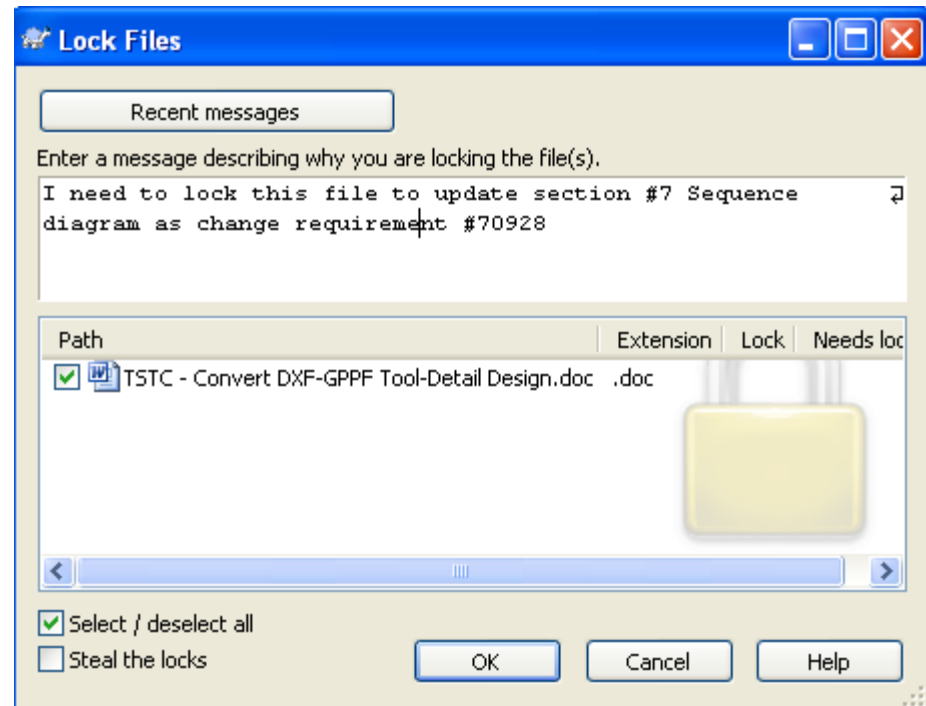 Lock Files
Recent messages
Enter a message describing why you are locking the file(s).
I need to lock this file to update section #7 Sequence
diagram as change requirement #70928
Path Extension Lock Needs loc
TSTC - Convert DXF-GPPF Tool-Detail Design.doc .doc
Select / deselect all
Steal the locks
OK Cancel Help